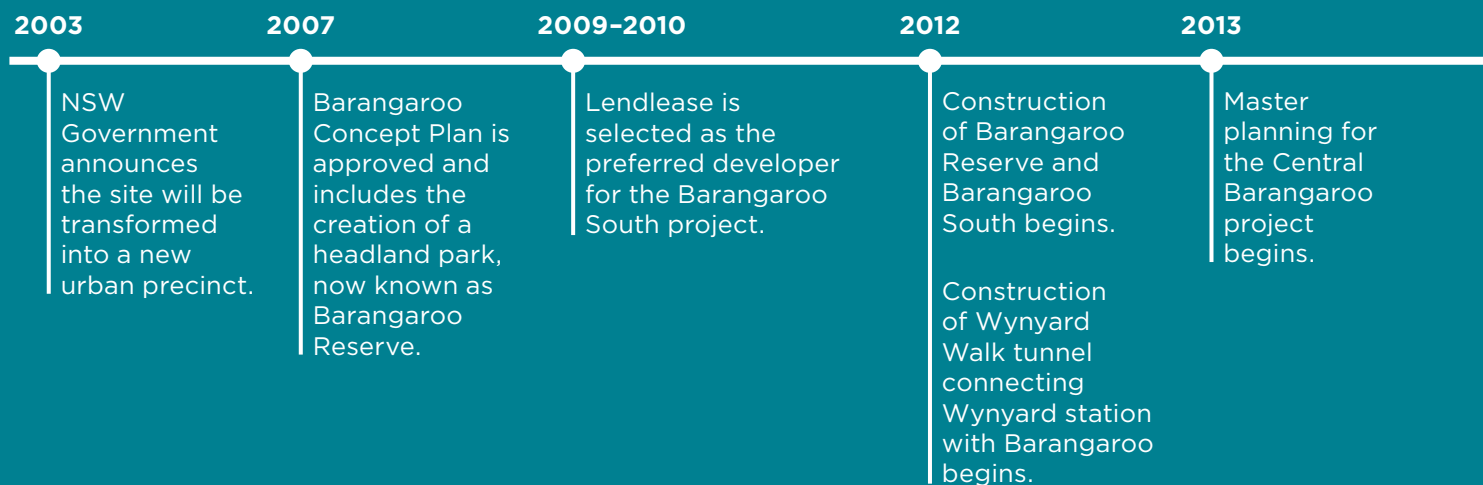 2003
NSW
Government
announces
the site will be
transformed
into a new
urban precinct.
2007
Barangaroo
Concept Plan is
approved and
includes the
creation of a
headland park,
now known as
Barangaroo
Reserve.
2009–2010
Lendlease is
selected as the
preferred developer
for the Barangaroo
South project.
2012
Construction
of Barangaroo
Reserve and
Barangaroo
South begins.
Construction
of Wynyard
Walk tunnel
connecting
Wynyard station
with Barangaroo
begins.
2013
Master
planning for
the Central
Barangaroo
project
begins.